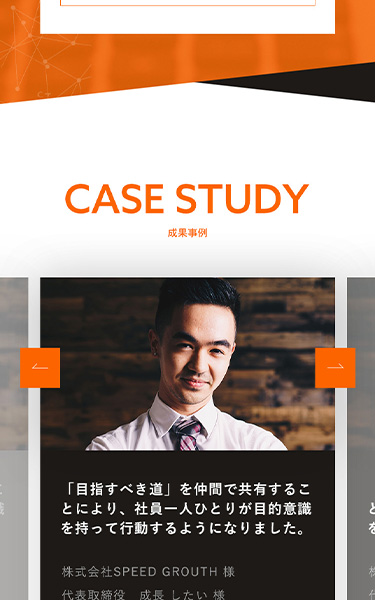 CASE STUDY
成果事例
「目指すべき道」を仲間で共有するこ
とにより、社員一人ひとりが目的意識
を持って行動するようになりました。
株式会社SPEED GROUTH 様
代表取締役　成長 したい 様